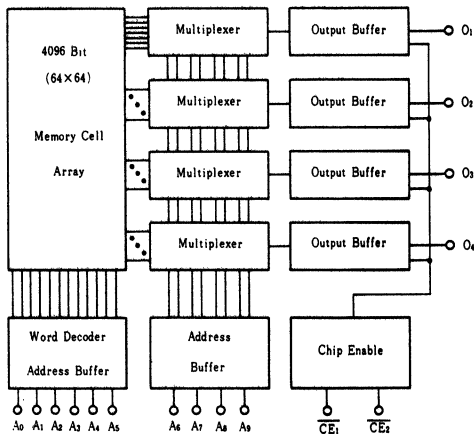 4096 Bit
(64×64)
Memory Cell
Array
Multiplexer
Output Buffer
O₁
Multiplexer
Output Buffer
O₂
Multiplexer
Output Buffer
O₃
Multiplexer
Output Buffer
O₄
Word Decoder
Address Buffer
Address
Buffer
Chip Enable
A₀ A₁ A₂ A₃ A₄ A₅ A₆ A₇ A₈ A₉ C̅E̅₁ C̅E̅₂